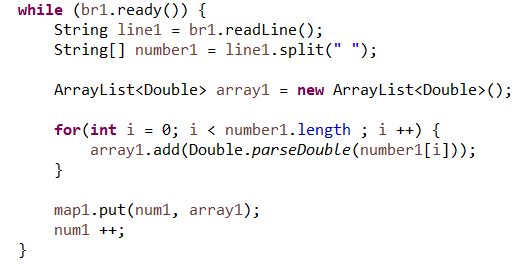 while (br1.ready()) {
    String line1 = br1.readLine();
    String[] number1 = line1.split(" ");
    ArrayList<Double> array1 = new ArrayList<Double>();
    for(int i = 0; i < number1.length ; i ++) {
        array1.add(Double.parseDouble(number1[i]));
    }
    map1.put(num1, array1);
    num1 ++;
}